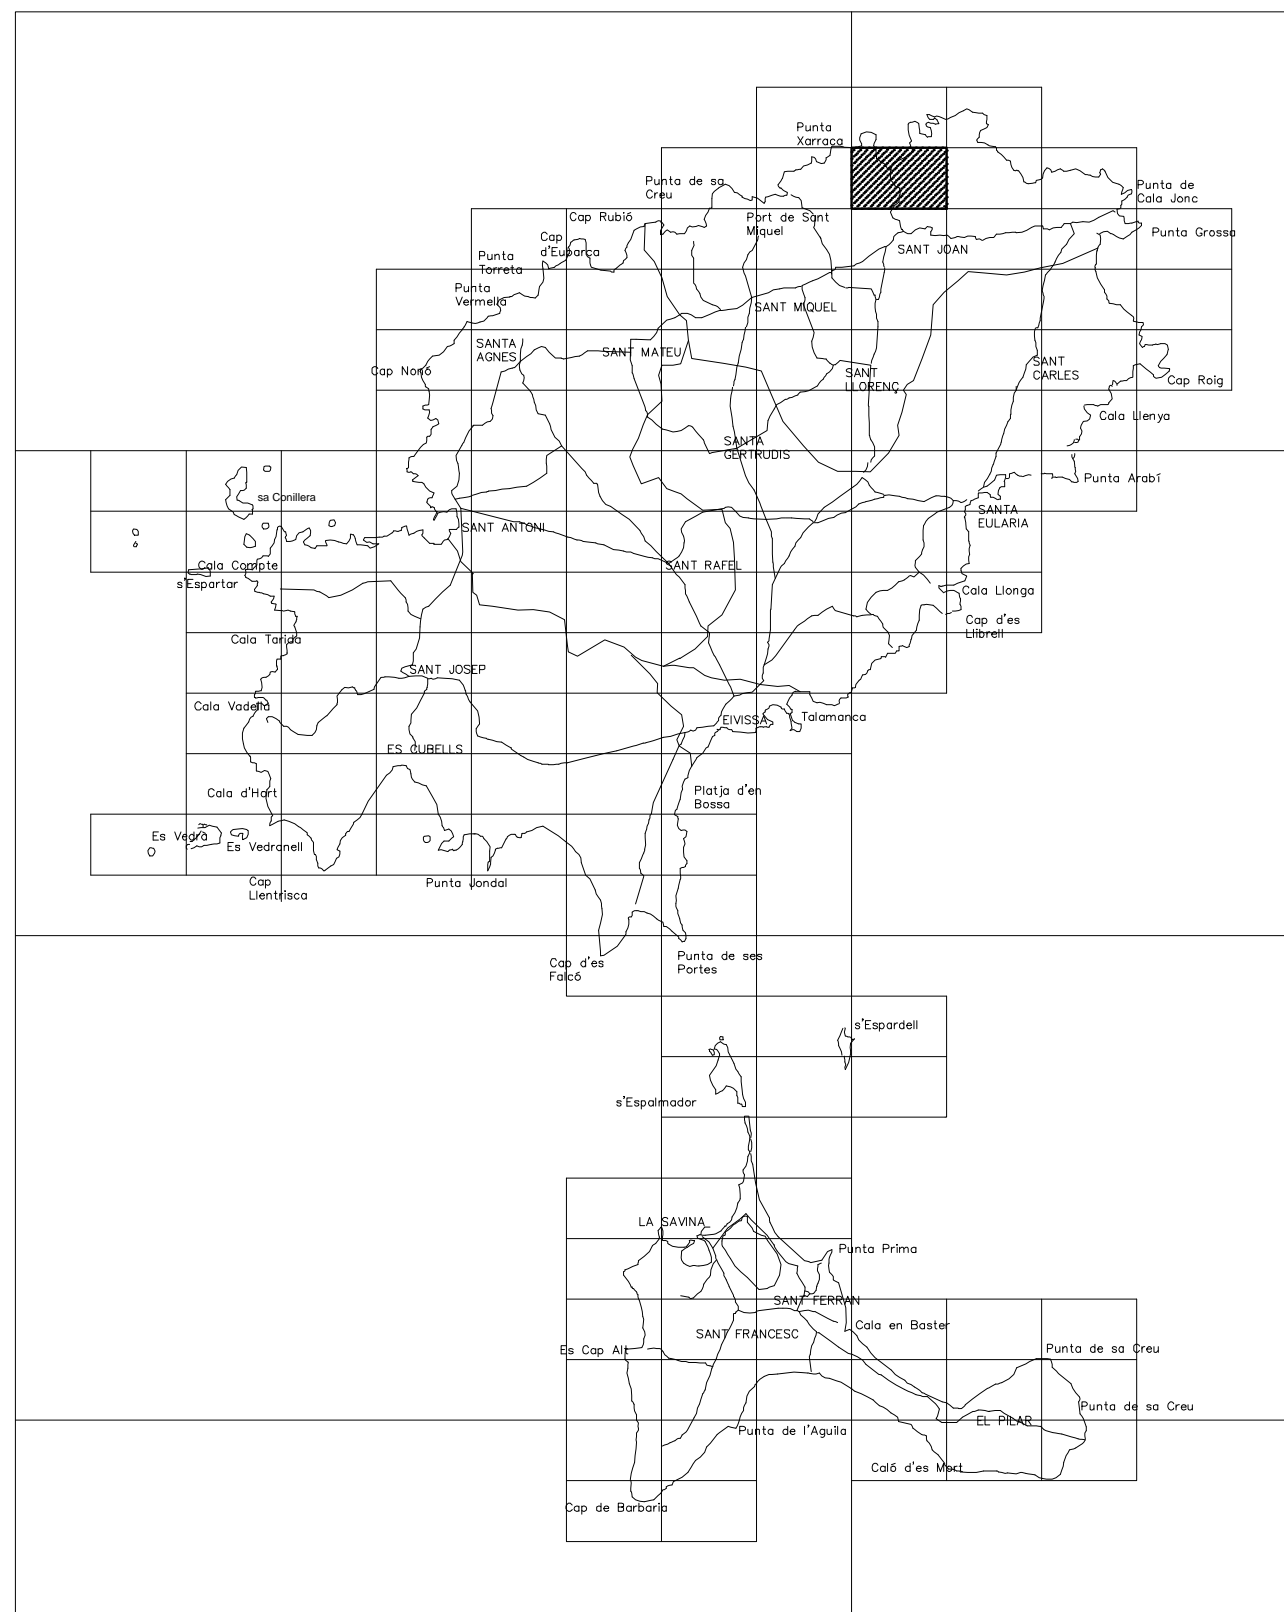 Punta
Xarraca
Punta de sa
Creu
Punta de
Cala Jonc
Cap Rubió
Port de Sant
Miquel
Punta Grossa
Cap
d'Eubarca
SANT JOAN
Punta
Torreta
Punta
Vermella
SANT MIQUEL
SANTA
AGNES
SANT MATEU
SANT
CARLES
Cap Nonó
SANT
LLORENÇ
Cap Roig
Cala Llenya
SANTA
GERTRUDIS
Punta Arabí
sa Conillera
SANTA
EULARIA
SANT ANTONI
Cala Compte
SANT RAFEL
s'Espartar
Cala Llonga
Cap d'es
Llibrell
Cala Tarida
SANT JOSEP
Cala Vadella
EIVISSA
Talamanca
ES CUBELLS
Cala d'Hort
Platja d'en
Bossa
Es Vedrà
Es Vedranell
Cap
Llentrisca
Punta Jondal
Cap d'es
Falcó
Punta de ses
Portes
s'Espardell
s'Espalmador
LA SAVINA
Punta Prima
SANT FERRAN
Cala en Baster
SANT FRANCESC
Es Cap Alt
Punta de sa Creu
Punta de sa Creu
EL PILAR
Punta de l'Aguila
Caló d'es Mort
Cap de Barbaria